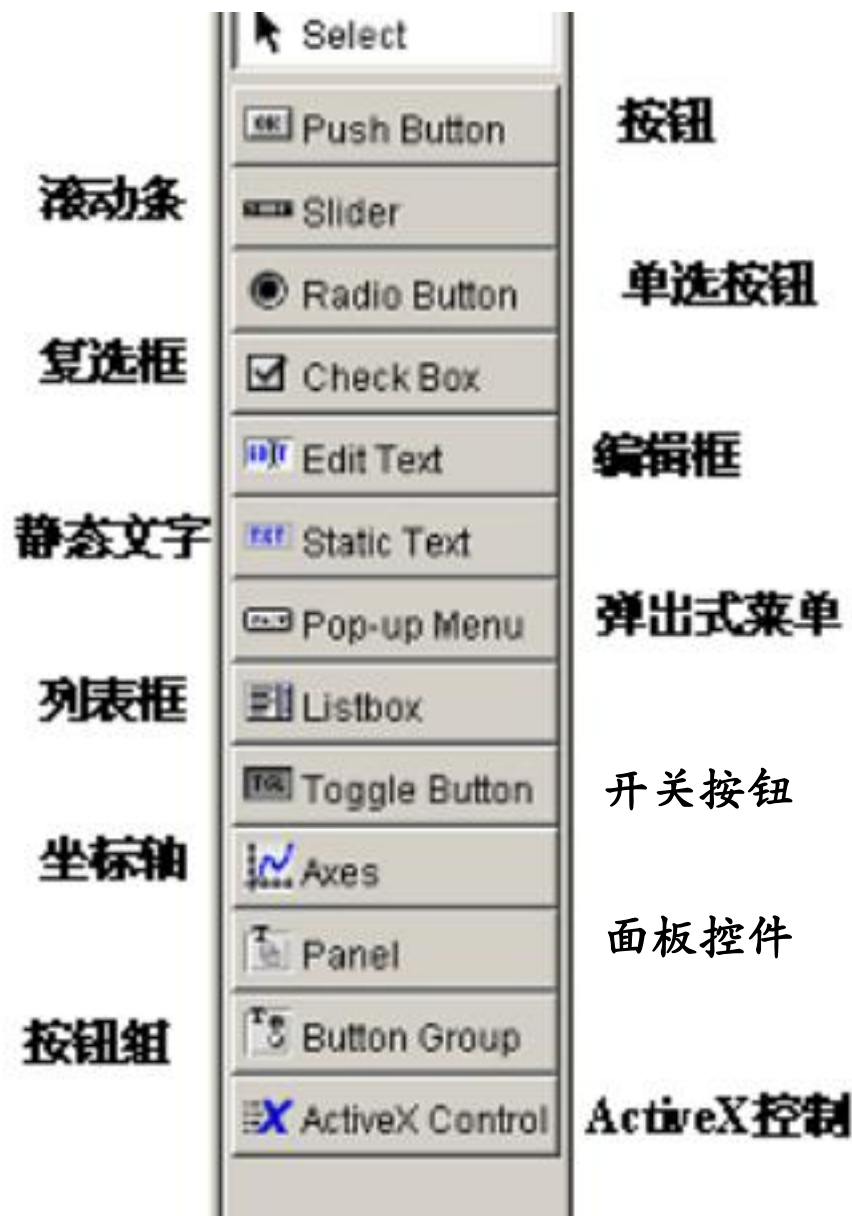 Select
Push Button 按钮
滚动条 Slider
Radio Button 单选按钮
复选框 Check Box
Edit Text 编辑框
静态文字 Static Text
Pop-up Menu 弹出式菜单
列表框 Listbox
Toggle Button 开关按钮
坐标轴 Axes
Panel 面板控件
按钮组 Button Group
ActiveX Control ActiveX控制